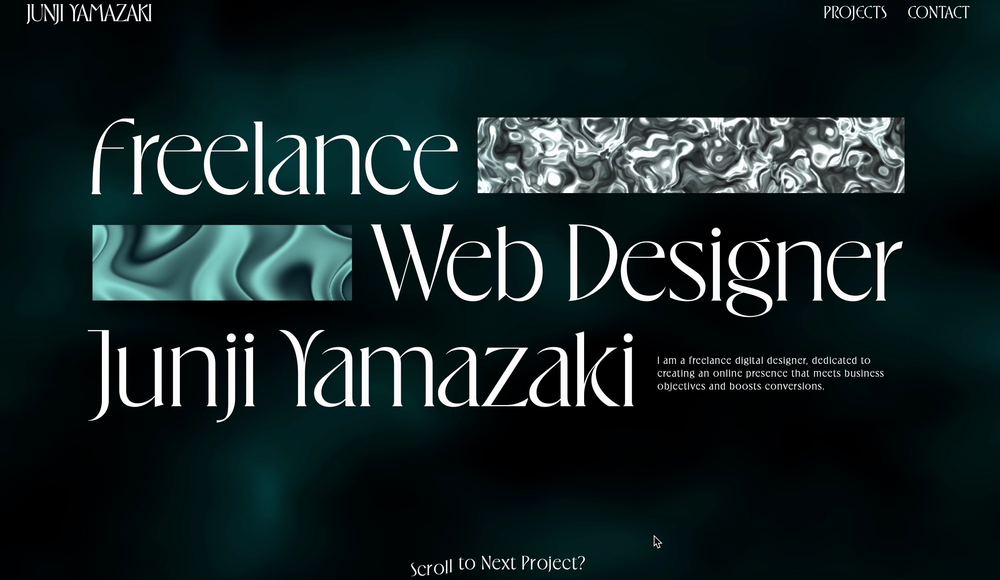 JUNJI YAMAZAKI
PROJECTS
CONTACT
freelance
Web Designer
Junji Yamazaki
I am a freelance digital designer, dedicated to
creating an online presence that meets business
objectives and boosts conversions.
Scroll to Next Project?